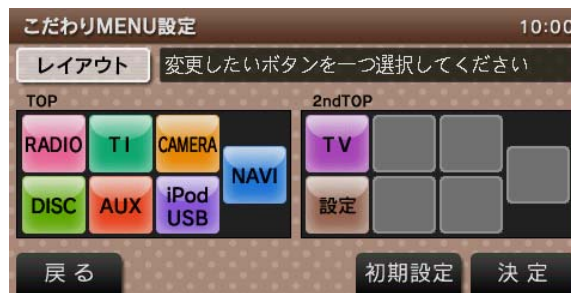 こだわりMENU設定 10:00
レイアウト 変更したいボタンを一つ選択してください
TOP 2ndTOP
RADIO TI CAMERA NAVI TV
DISC AUX iPod USB 設定
戻る 初期設定 決定